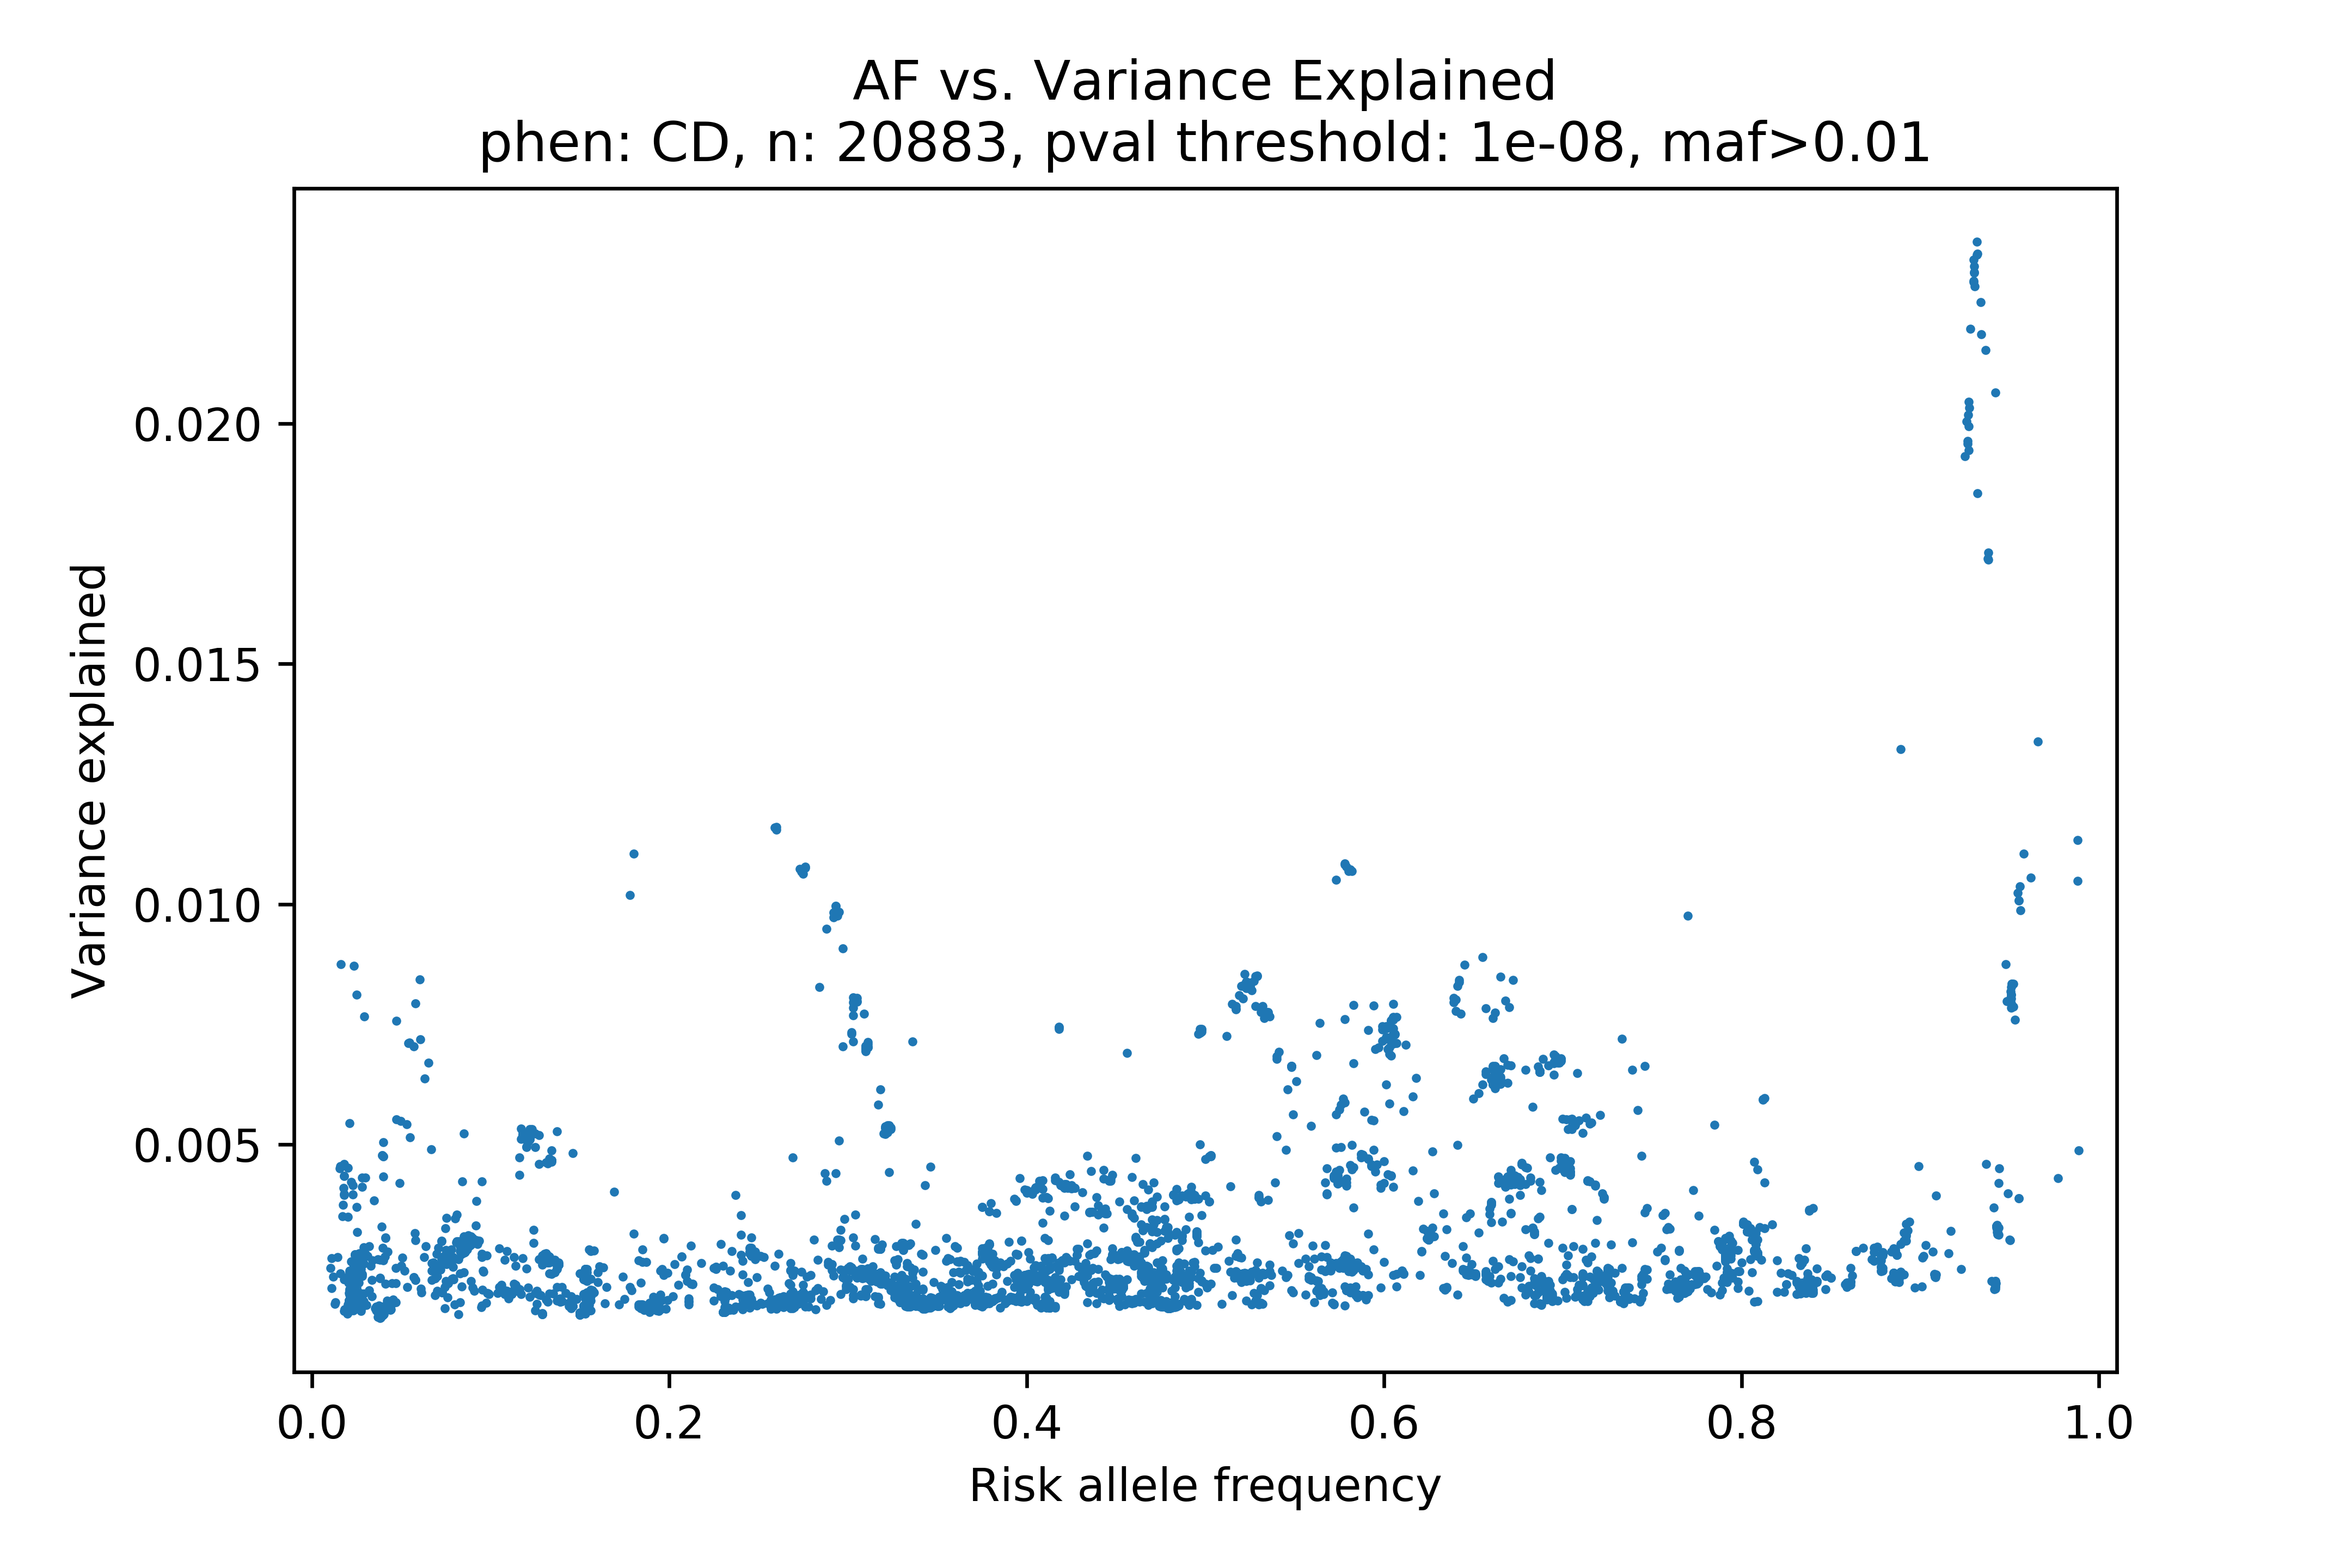 AF vs. Variance Explained
phen: CD, n: 20883, pval threshold: 1e-08, maf>0.01
Variance explained
0.020
0.015
0.010
0.005
0.0 0.2 0.4 0.6 0.8 1.0
Risk allele frequency